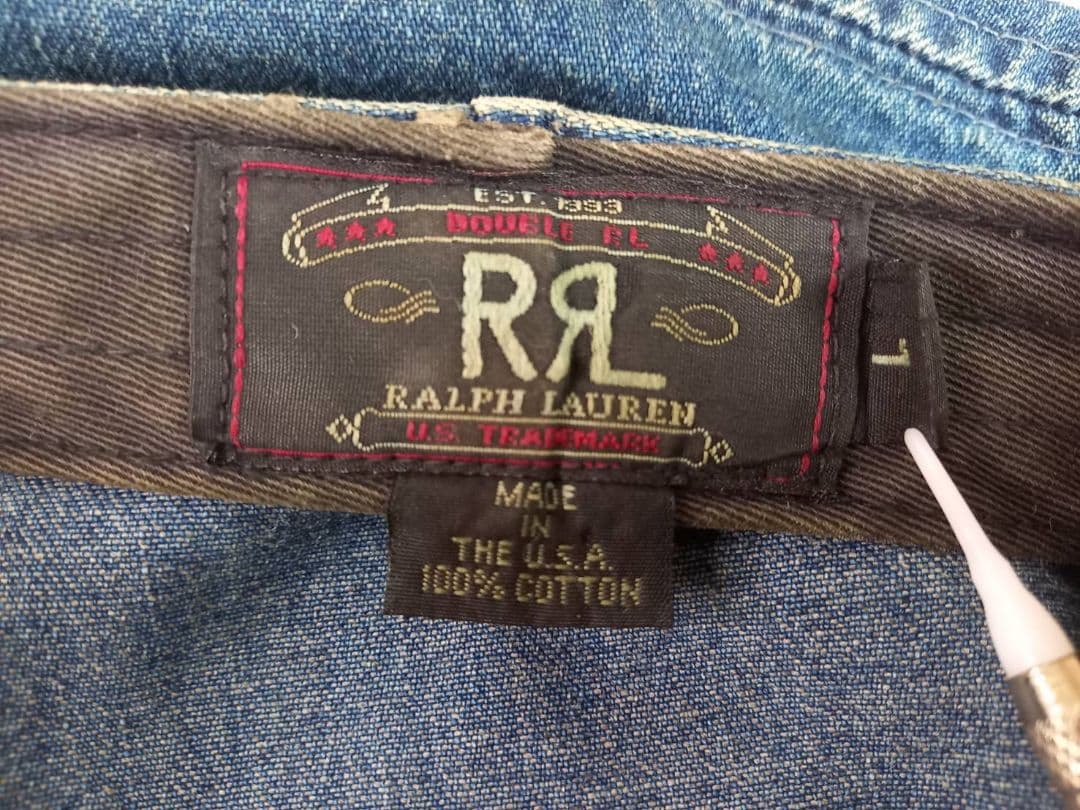 EST. 1993
DOUBLE RL
RRL
RALPH LAUREN
U.S. TRADEMARK
L
MADE
IN
THE U.S.A.
100% COTTON